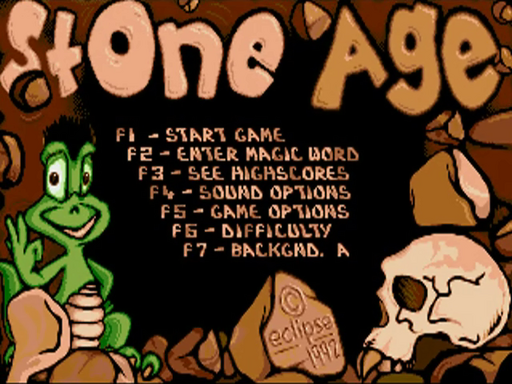 Stone Age
F1 - START GAME
F2 - ENTER MAGIC WORD
F3 - SEE HIGHSCORES
F4 - SOUND OPTIONS
F5 - GAME OPTIONS
F6 - DIFFICULTY
F7 - BACKGND. A
©
eclipse
1992